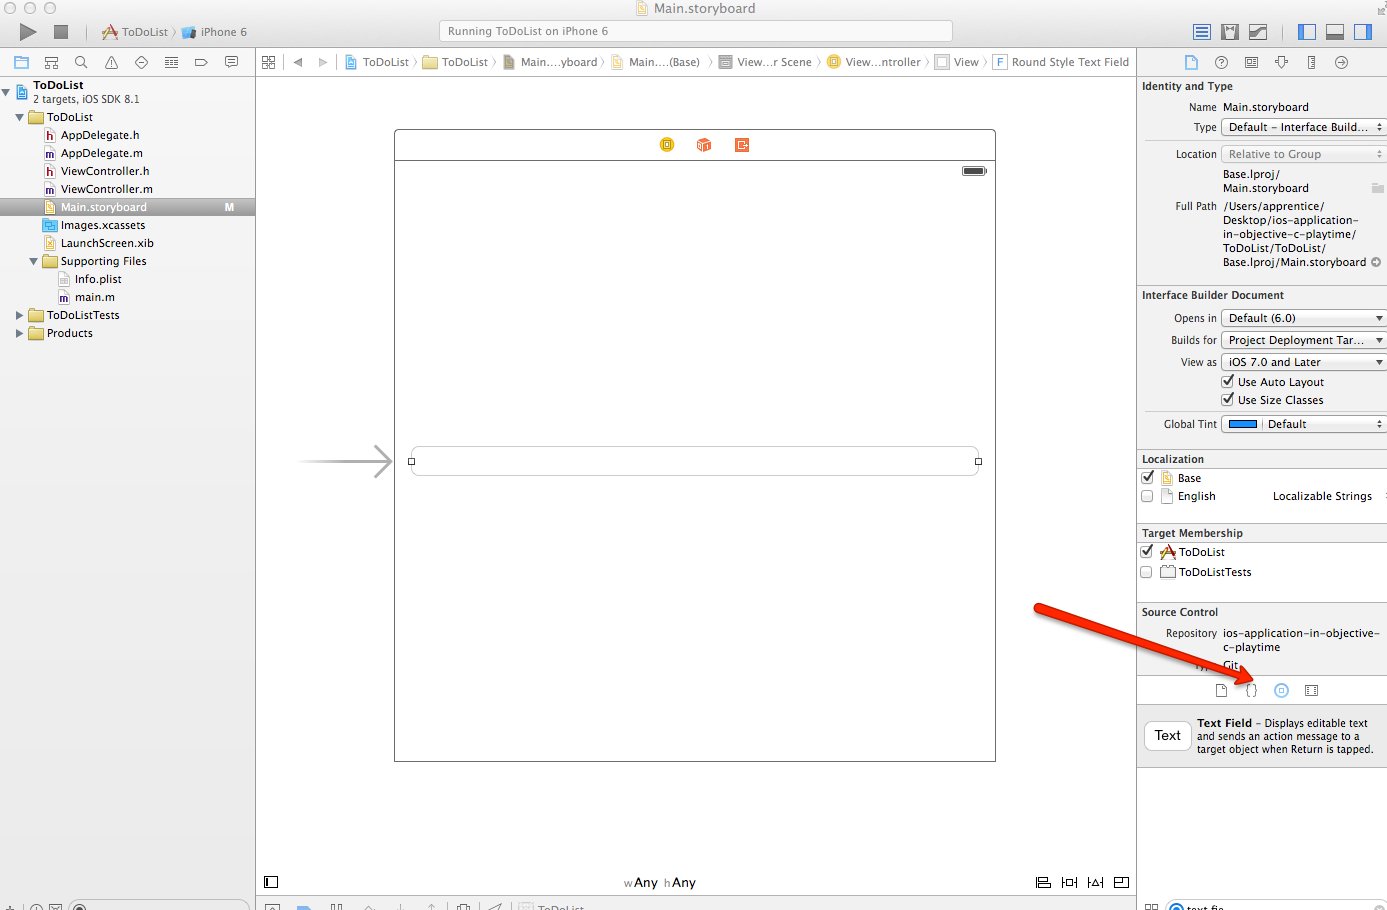 Main.storyboard
ToDoList
iPhone 6
Running ToDoList on iPhone 6
ToDoList
ToDoList
Main....yboard
Main....(Base)
View...r Scene
View...ntroller
View
F
Round Style Text Field
ToDoList
2 targets, iOS SDK 8.1
ToDoList
h AppDelegate.h
m AppDelegate.m
h ViewController.h
m ViewController.m
Main.storyboard M
Images.xcassets
LaunchScreen.xib
Supporting Files
Info.plist
m main.m
ToDoListTests
Products
wAny hAny
ToDoList
Identity and Type
Name Main.storyboard
Type Default – Interface Build...
Location Relative to Group
Base.lproj/
Main.storyboard
Full Path /Users/apprentice/
Desktop/ios-application-
in-objective-c-playtime/
ToDoList/ToDoList/
Base.lproj/Main.storyboard
Interface Builder Document
Opens in Default (6.0)
Builds for Project Deployment Tar...
View as iOS 7.0 and Later
Use Auto Layout
Use Size Classes
Global Tint Default
Localization
Base
English Localizable Strings
Target Membership
ToDoList
ToDoListTests
Source Control
Repository ios-application-in-objective-
c-playtime
Git
{}
Text
Text Field – Displays editable text
and sends an action message to a
target object when Return is tapped.
text fie